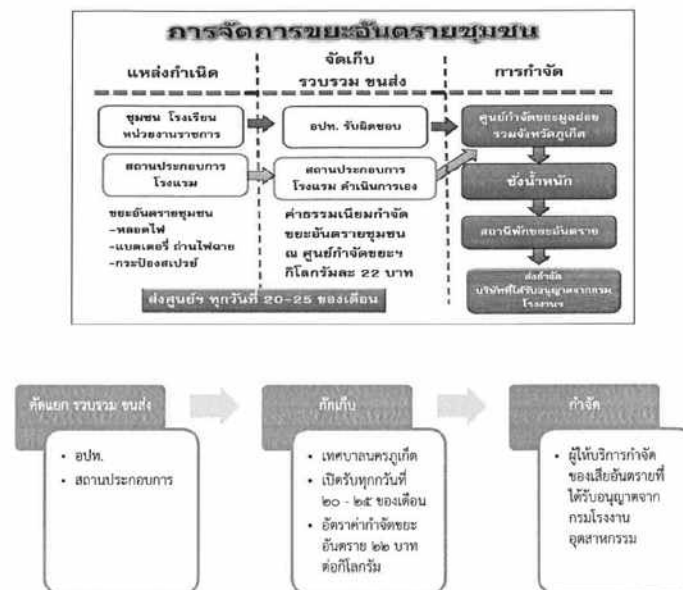 การจัดการขยะอันตรายชุมชน
แหล่งกำเนิด
จัดเก็บ
รวบรวม ขนส่ง
การกำจัด
ชุมชน โรงเรียน
หน่วยงานราชการ
อปท. รับผิดชอบ
ศูนย์กำจัดขยะมูลฝอย
รวมจังหวัดภูเก็ต
สถานประกอบการ
โรงแรม
สถานประกอบการ
โรงแรม ดำเนินการเอง
ชั่งน้ำหนัก
ขยะอันตรายชุมชน
-หลอดไฟ
-แบตเตอรี่ ถ่านไฟฉาย
-กระป๋องสเปรย์
ค่าธรรมเนียมกำจัด
ขยะอันตรายชุมชน
ณ ศูนย์กำจัดขยะฯ
กิโลกรัมละ 22 บาท
สถานีพักขยะอันตราย
ส่งกำจัด
บริษัทที่ได้รับอนุญาตจากกรม
โรงงานฯ
ส่งศูนย์ฯ ทุกวันที่ 20-25 ของเดือน
คัดแยก รวบรวม ขนส่ง
• อปท.
• สถานประกอบการ
กักเก็บ
• เทศบาลนครภูเก็ต
• เปิดรับทุกกวันที่
๒๐ - ๒๕ ของเดือน
• อัตราค่ากำจัดขยะ
อันตราย ๒๒ บาท
ต่อกิโลกรัม
กำจัด
• ผู้ให้บริการกำจัด
ของเสียอันตรายที่
ได้รับอนุญาตจาก
กรมโรงงาน
อุตสาหกรรม